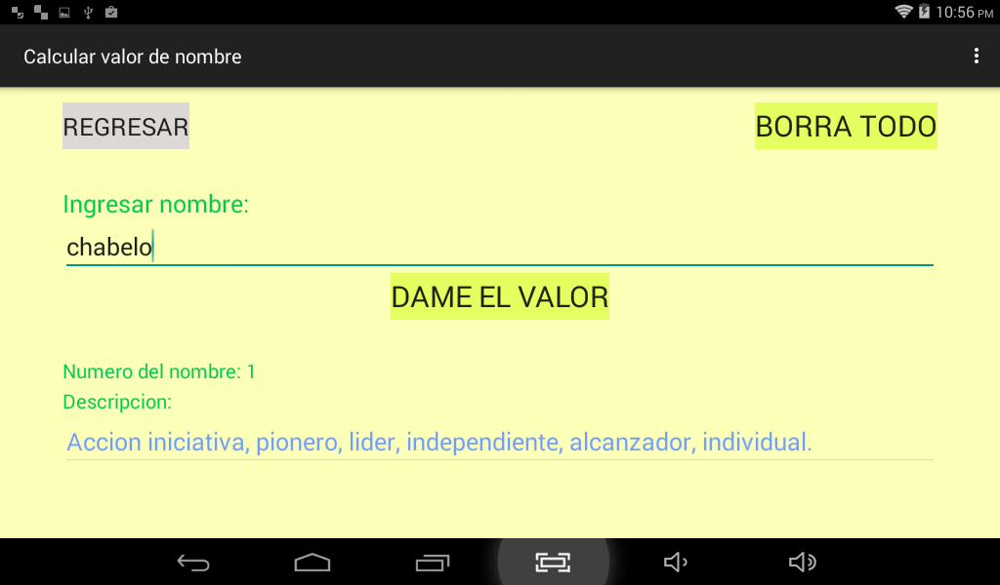 10:56 PM
Calcular valor de nombre
REGRESAR
BORRA TODO
Ingresar nombre:
chabelo
DAME EL VALOR
Numero del nombre: 1
Descripcion:
Accion iniciativa, pionero, lider, independiente, alcanzador, individual.